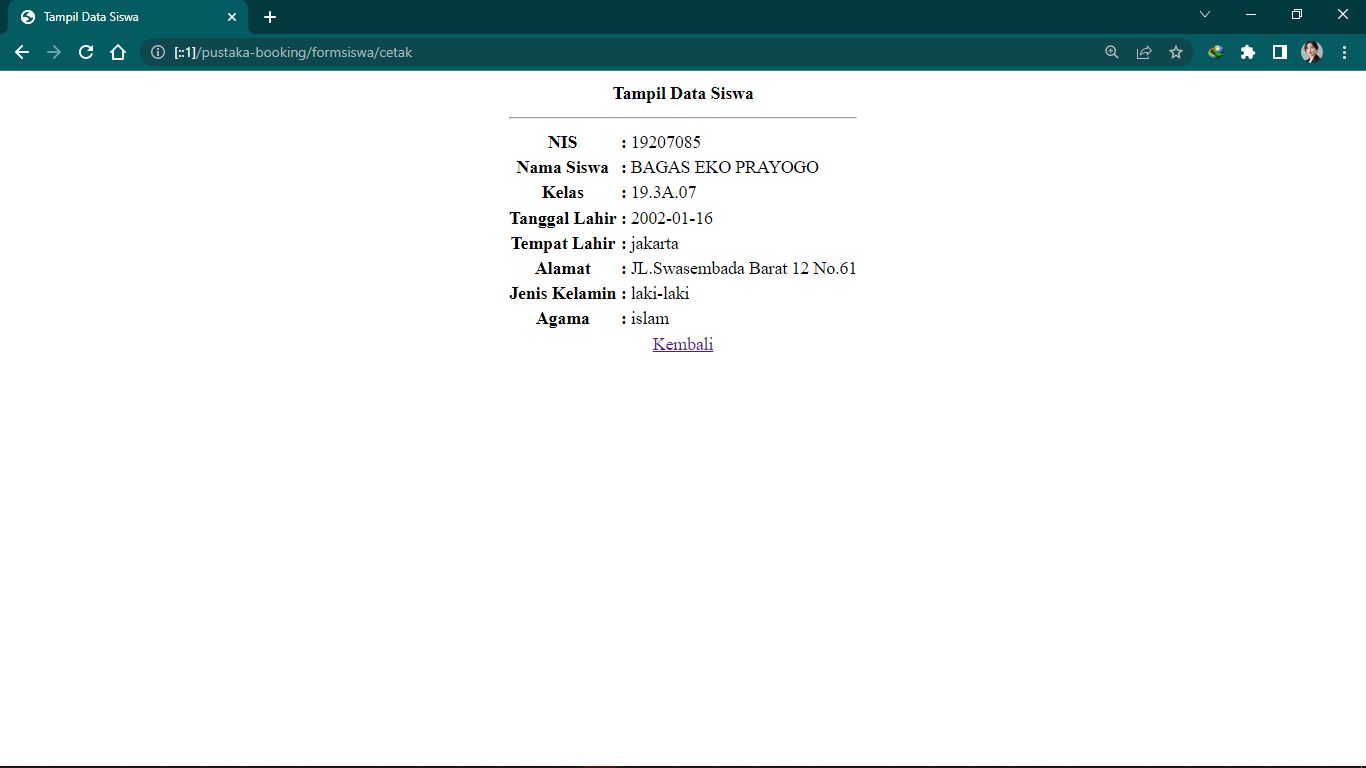 Tampil Data Siswa
[::1]/pustaka-booking/formsiswa/cetak
Tampil Data Siswa
NIS : 19207085
Nama Siswa : BAGAS EKO PRAYOGO
Kelas : 19.3A.07
Tanggal Lahir : 2002-01-16
Tempat Lahir : jakarta
Alamat : JL.Swasembada Barat 12 No.61
Jenis Kelamin : laki-laki
Agama : islam
Kembali